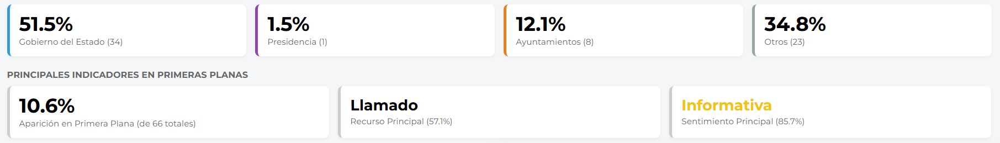 51.5%
Gobierno del Estado (34)
1.5%
Presidencia (1)
12.1%
Ayuntamientos (8)
34.8%
Otros (23)
PRINCIPALES INDICADORES EN PRIMERAS PLANAS
10.6%
Aparición en Primera Plana (de 66 totales)
Llamado
Recurso Principal (57.1%)
Informativa
Sentimiento Principal (85.7%)